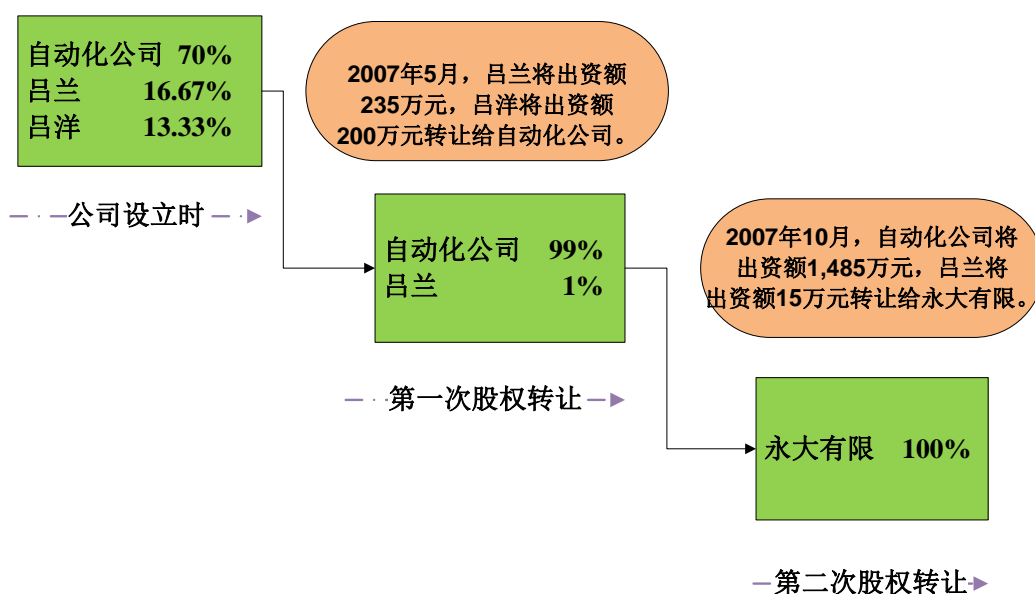 自动化公司 70%
吕兰 16.67%
吕洋 13.33%
2007年5月，吕兰将出资额
235万元，吕洋将出资额
200万元转让给自动化公司。
公司设立时
自动化公司 99%
吕兰 1%
2007年10月，自动化公司将
出资额1,485万元，吕兰将
出资额15万元转让给永大有限。
第一次股权转让
永大有限 100%
第二次股权转让